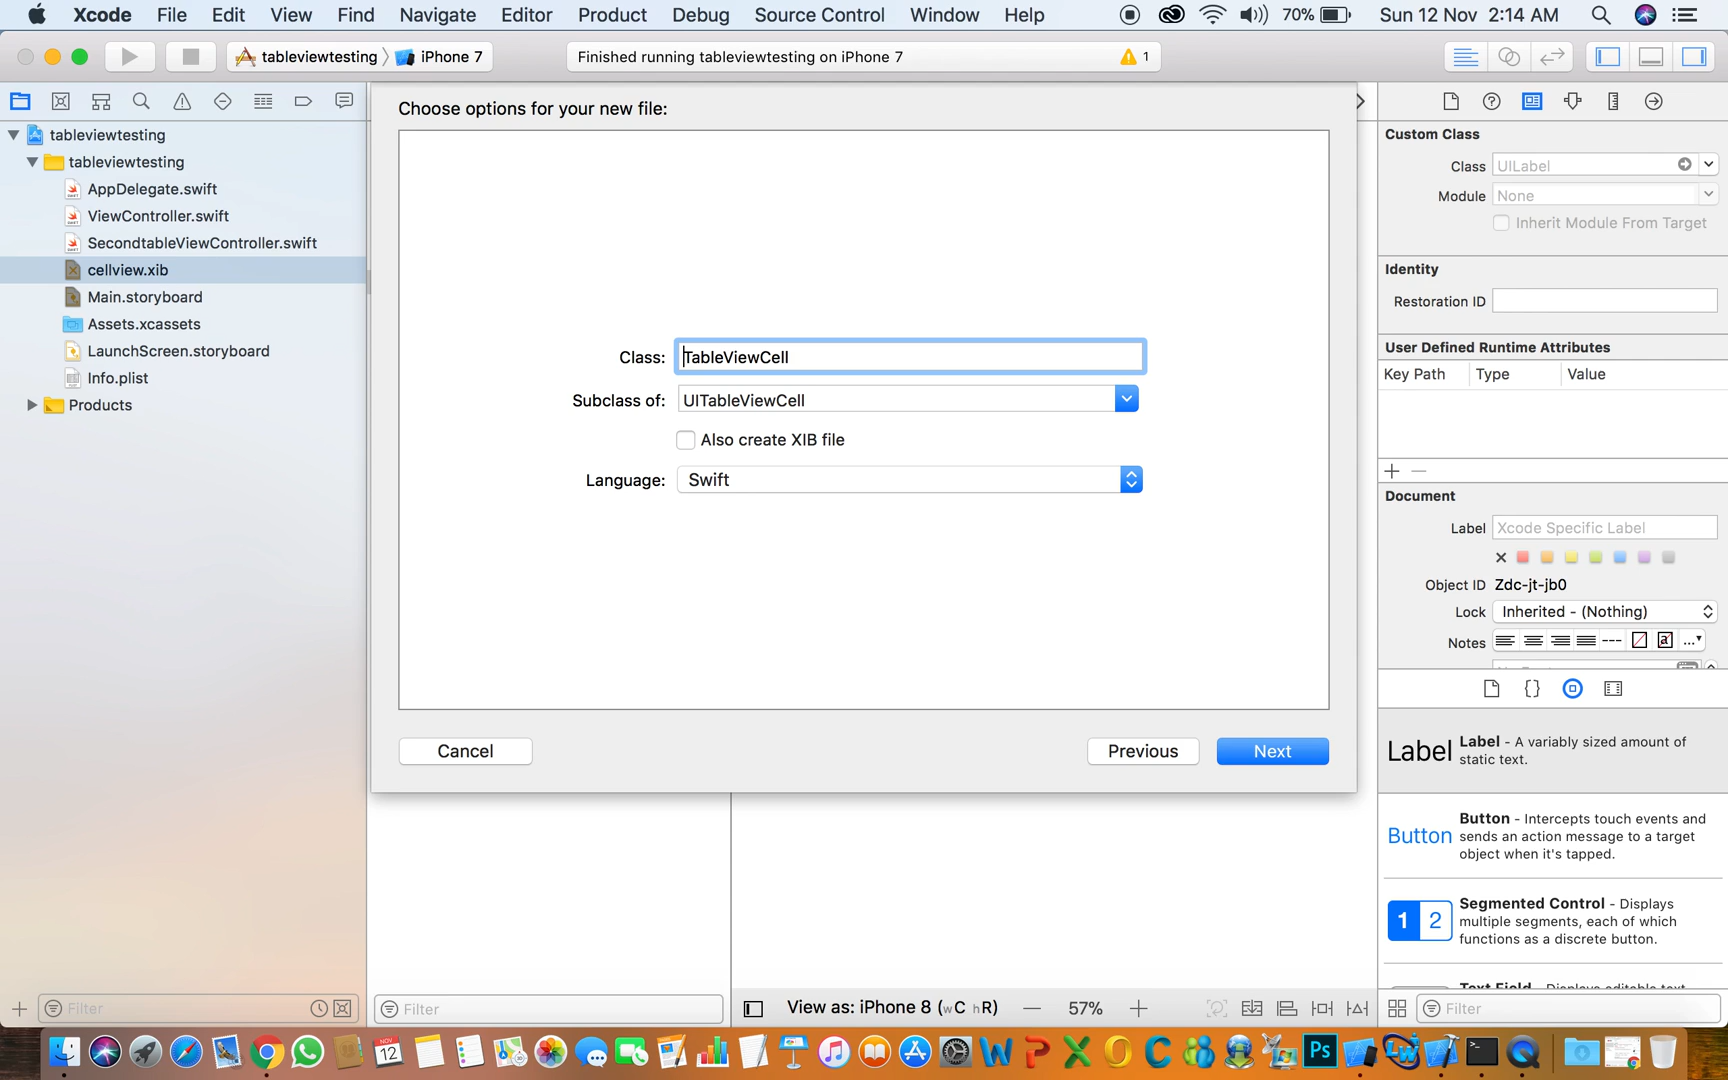 Xcode File Edit View Find Navigate Editor Product Debug Source Control Window Help 70% Sun 12 Nov 2:14 AM
tableviewtesting iPhone 7 Finished running tableviewtesting on iPhone 7 1
Choose options for your new file:
tableviewtesting
tableviewtesting
AppDelegate.swift
ViewController.swift
SecondtableViewController.swift
cellview.xib
Main.storyboard
Assets.xcassets
LaunchScreen.storyboard
Info.plist
Products
Class: TableViewCell
Subclass of: UITableViewCell
Also create XIB file
Language: Swift
Cancel Previous Next
Custom Class
Class UILabel
Module None
Inherit Module From Target
Identity
Restoration ID
User Defined Runtime Attributes
Key Path Type Value
Document
Label Xcode Specific Label
Object ID Zdc-jt-jb0
Lock Inherited - (Nothing)
Notes
Label Label - A variably sized amount of
static text.
Button Button - Intercepts touch events and
sends an action message to a target
object when it's tapped.
1 2 Segmented Control - Displays
multiple segments, each of which
functions as a discrete button.
Filter Filter View as: iPhone 8 (wC hR) 57% Filter
NOV
12
Ps